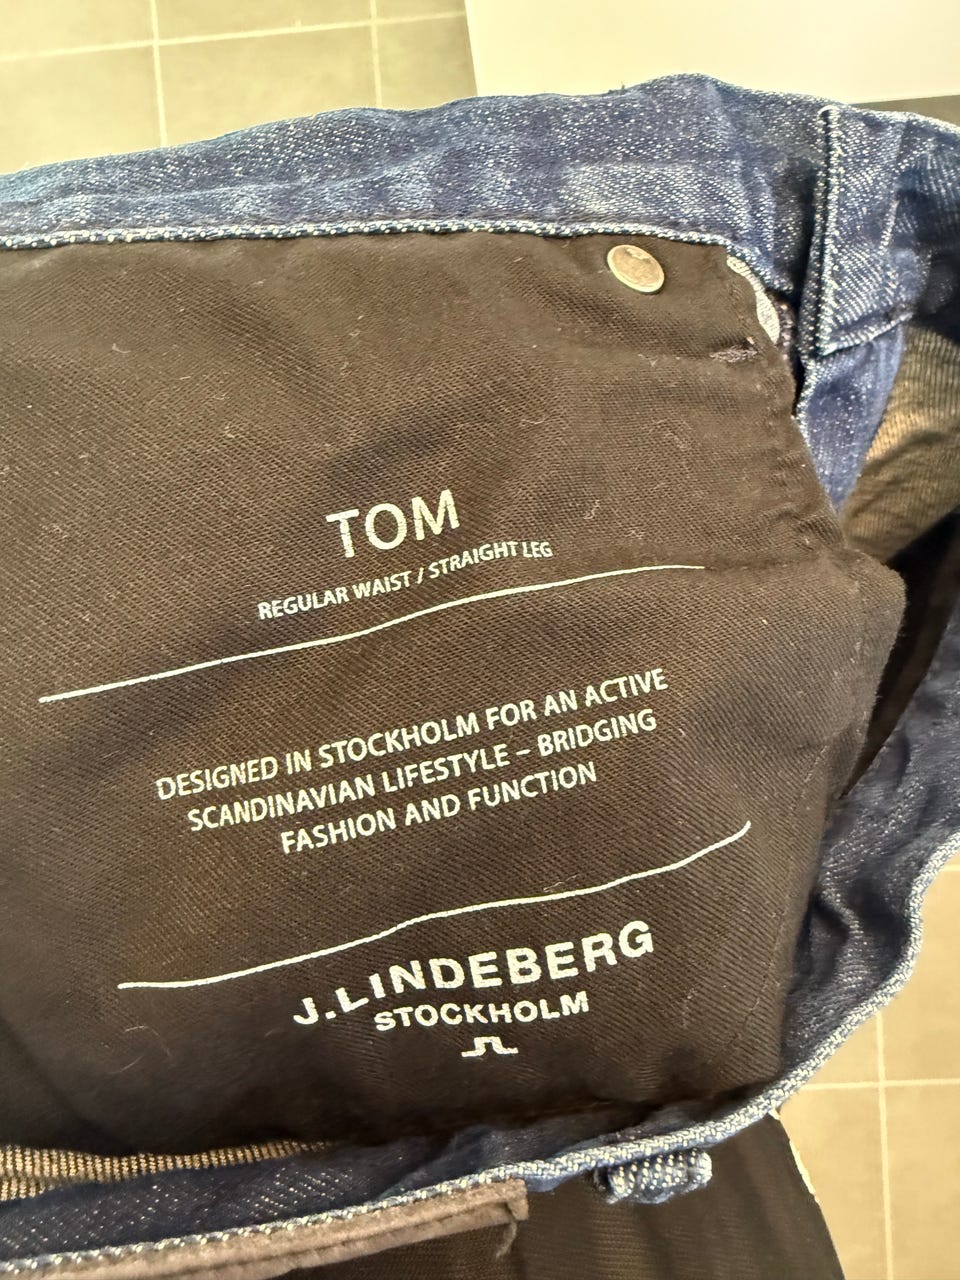 TOM
REGULAR WAIST / STRAIGHT LEG
DESIGNED IN STOCKHOLM FOR AN ACTIVE
SCANDINAVIAN LIFESTYLE – BRIDGING
FASHION AND FUNCTION
J.LINDEBERG
STOCKHOLM